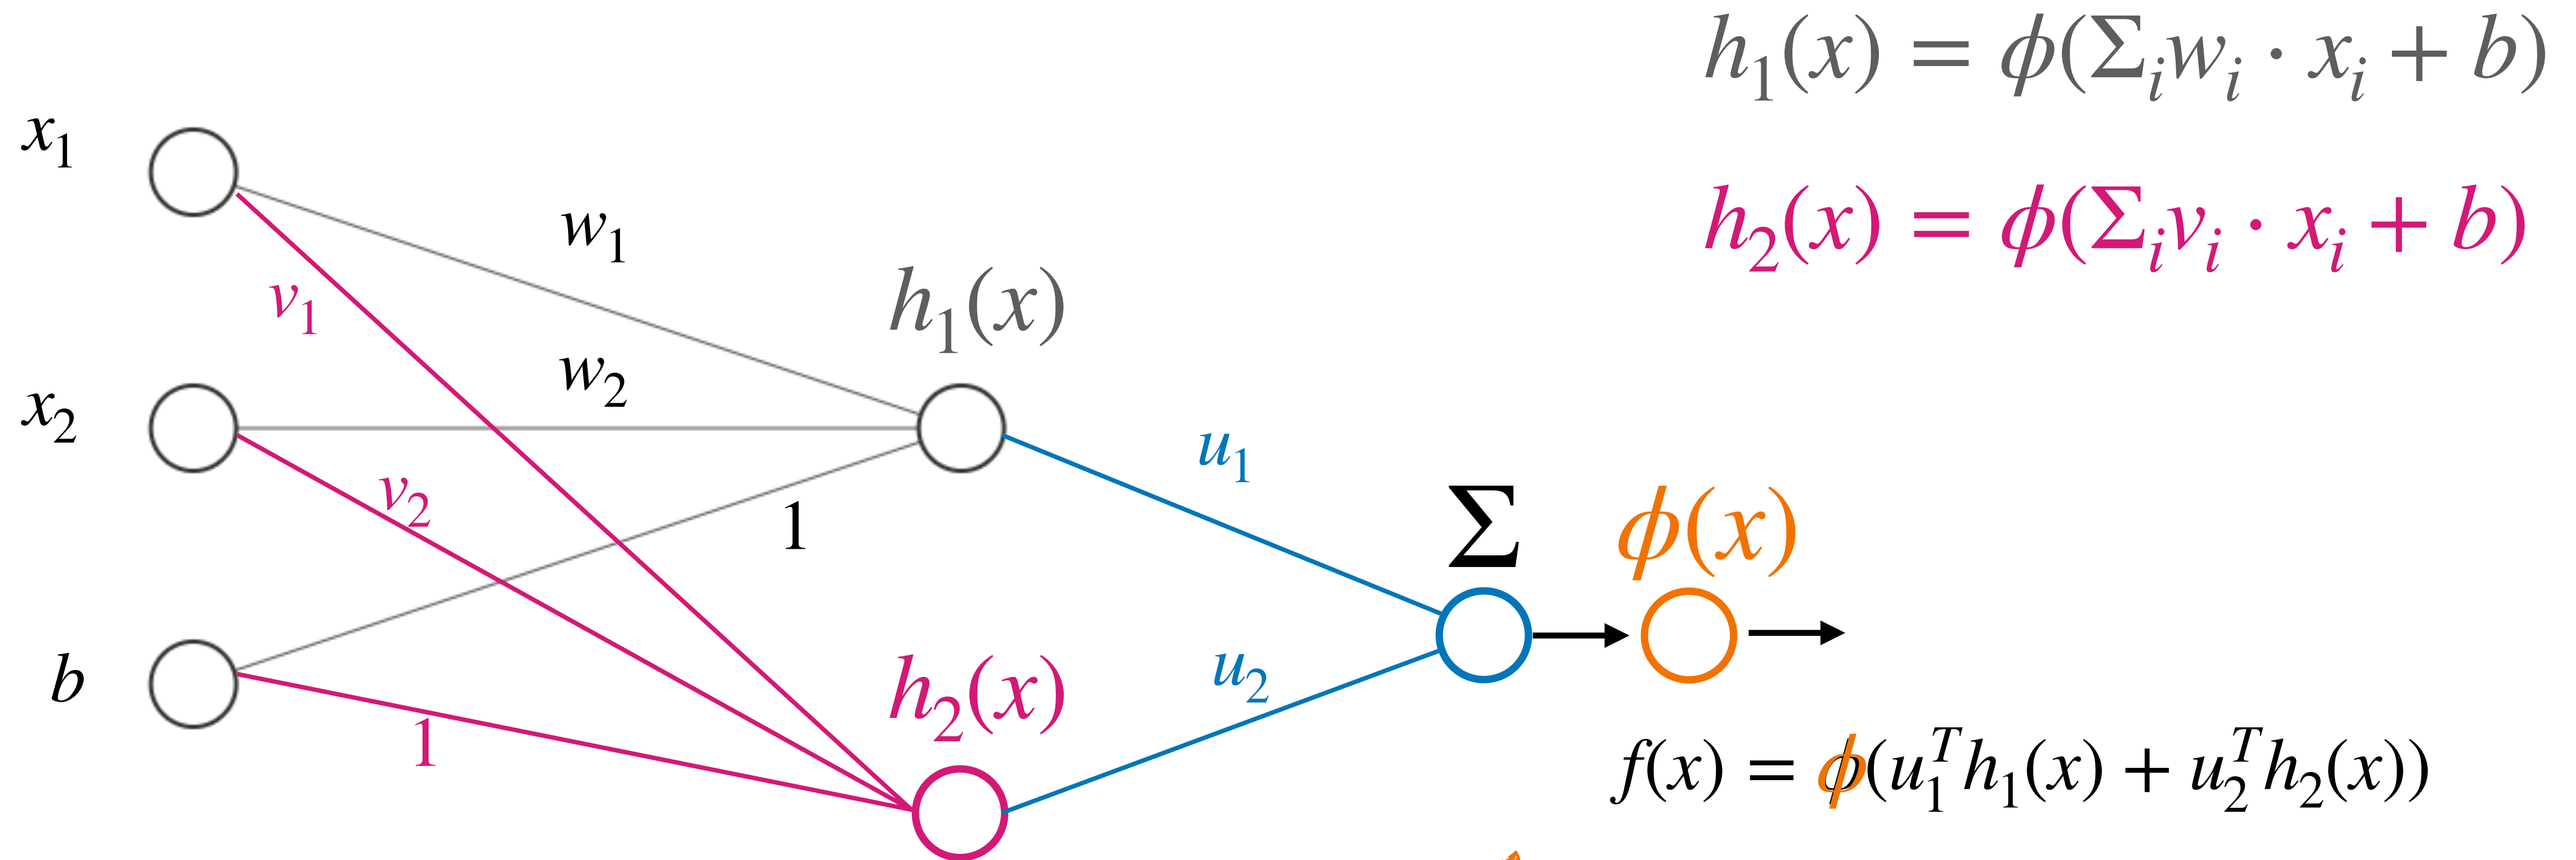 h₁(x) = ϕ(Σᵢwᵢ · xᵢ + b)
x₁
w₁
h₂(x) = ϕ(Σᵢvᵢ · xᵢ + b)
v₁
h₁(x)
w₂
x₂
u₁
v₂
1
Σ
ϕ(x)
b
h₂(x)
u₂
1
f(x) = ϕ(u₁ᵀh₁(x) + u₂ᵀh₂(x))